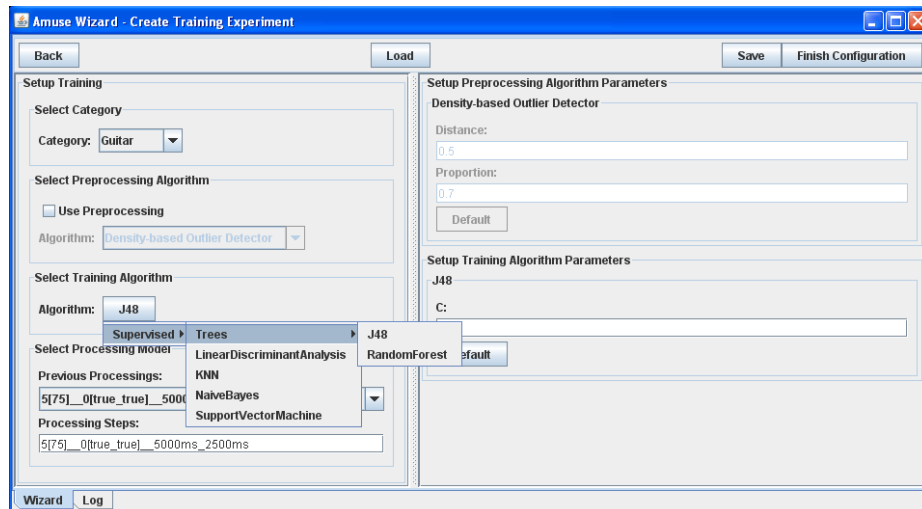 Amuse Wizard - Create Training Experiment
Back
Load
Save
Finish Configuration
Setup Training
Select Category
Category: Guitar
Select Preprocessing Algorithm
Use Preprocessing
Algorithm: Density-based Outlier Detector
Select Training Algorithm
Algorithm: J48
Supervised
Trees
LinearDiscriminantAnalysis
KNN
NaiveBayes
SupportVectorMachine
J48
RandomForest
Select Processing Model
Previous Processings:
5[75]__0[true_true]__500
Processing Steps:
5[75]__0[true_true]__5000ms_2500ms
Setup Preprocessing Algorithm Parameters
Density-based Outlier Detector
Distance:
0.5
Proportion:
0.7
Default
Setup Training Algorithm Parameters
J48
C:
efault
Wizard
Log